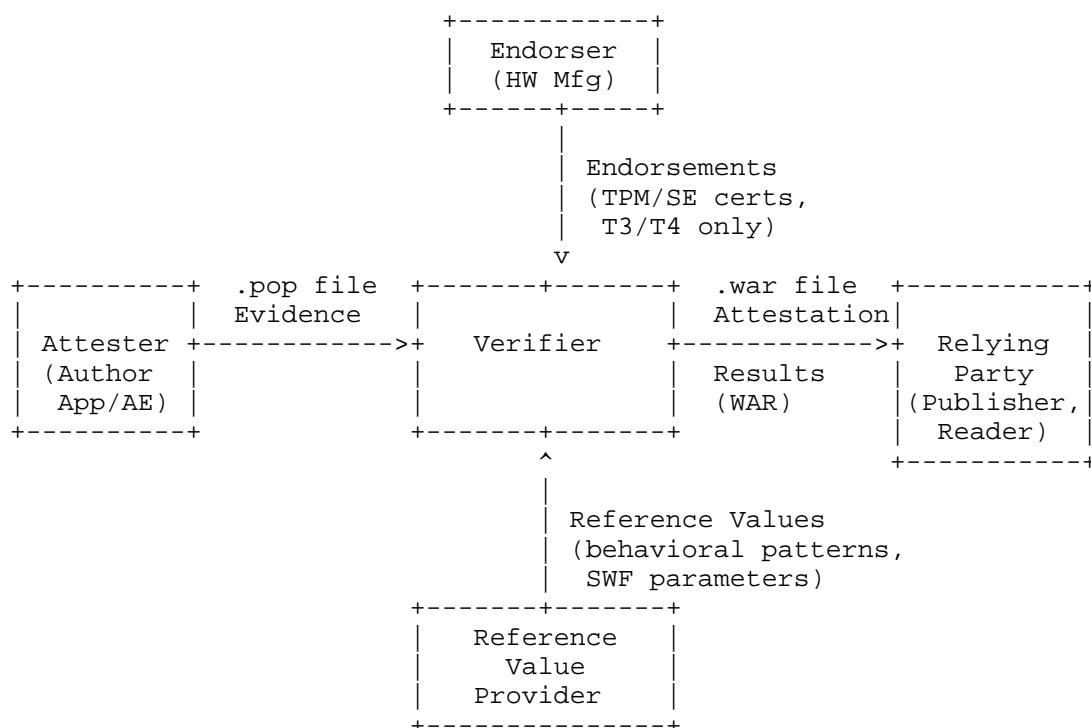 Endorser
(HW Mfg)
Endorsements
(TPM/SE certs,
T3/T4 only)
.pop file
.war file
Evidence
Attestation
Attester
Verifier
Relying
(Author
Results
Party
App/AE)
(WAR)
(Publisher,
Reader)
Reference Values
(behavioral patterns,
SWF parameters)
Reference
Value
Provider